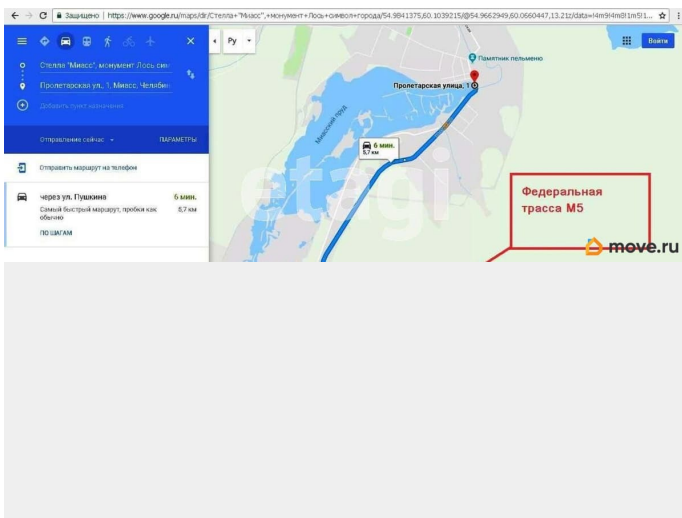 Защищено | https://www.google.ru/maps/dir/Стелла+"Миасс",+монумент+Лось+символ+города/54.9841375,60.1039215/@54.9662949,60.0660447,13.21z/data=!4m9!4m8!1m5!1...
Ру
Войти
Стелла "Миасс", монумент Лось сим
Пролетарская ул., 1, Миасс, Челябин
Добавить пункт назначения
Отправление сейчас
ПАРАМЕТРЫ
Отправить маршрут на телефон
через ул. Пушкина
6 мин.
Самый быстрый маршрут, пробки как
обычно
6,7 км
ПО ШАГАМ
Памятник пельменю
Пролетарская улица, 1
Миасский пруд
6 мин.
6,7 км
etagi
Федеральная
трасса М5
move.ru